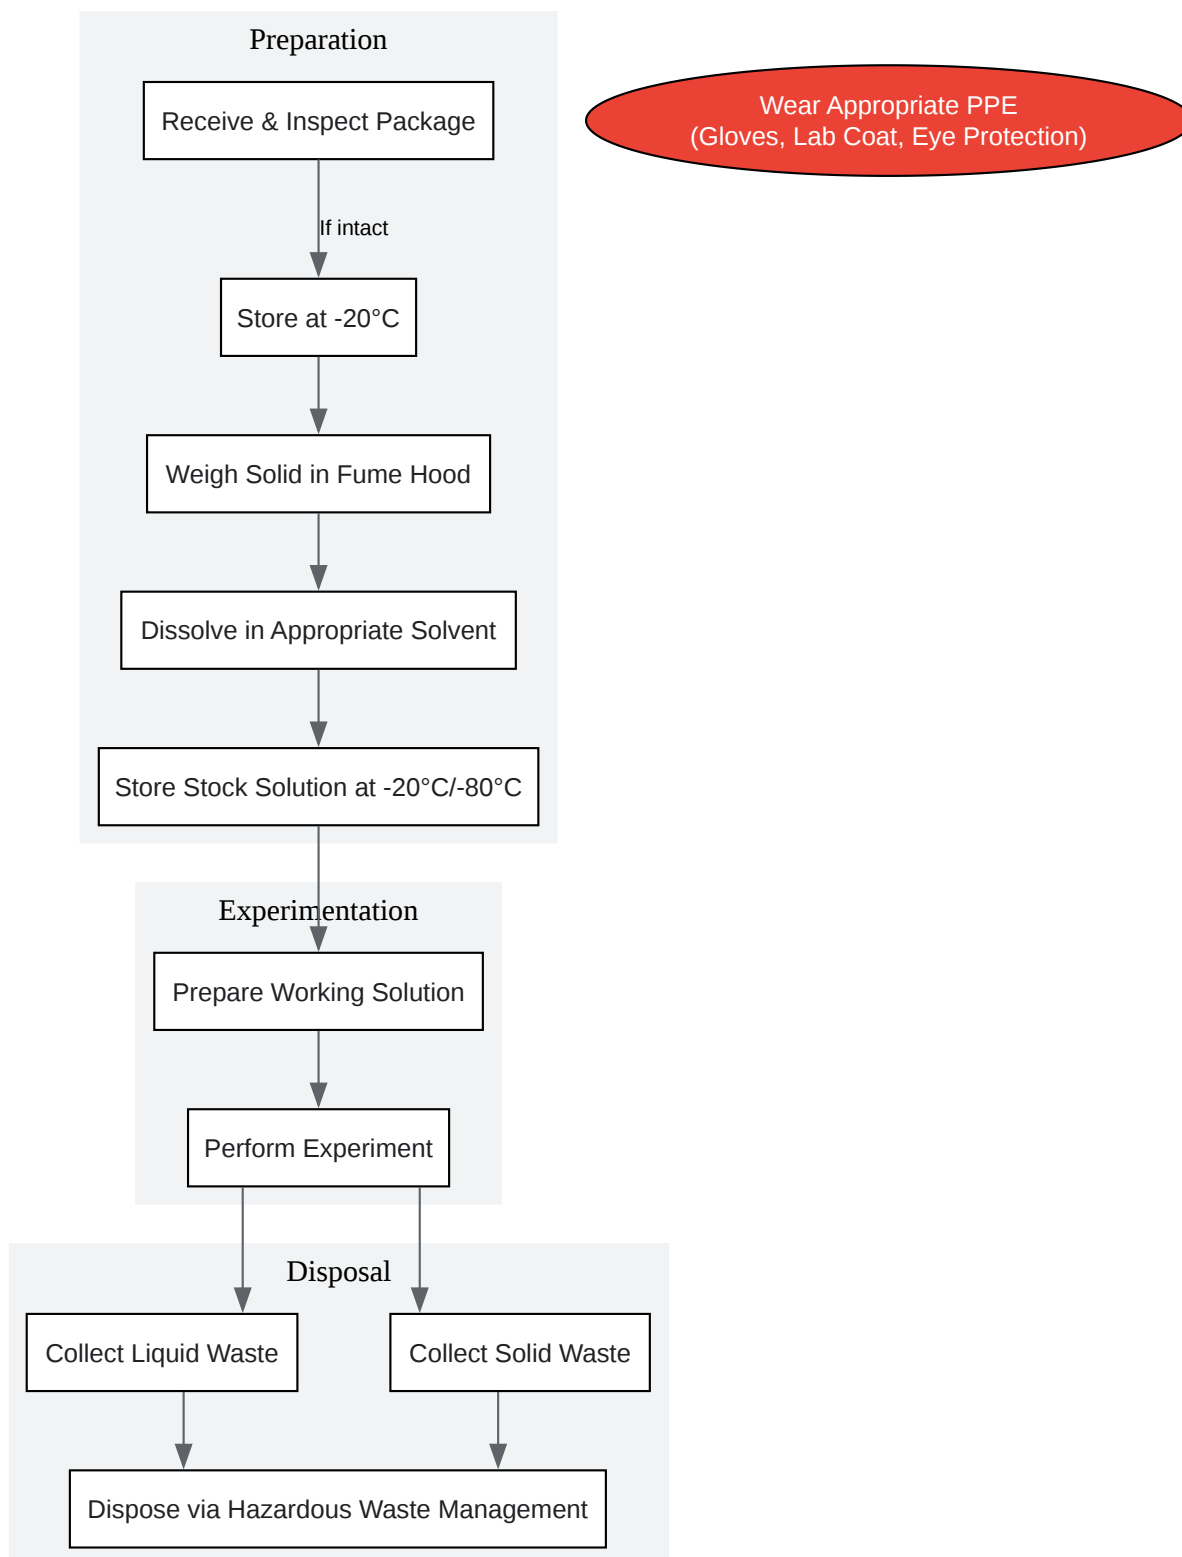 Preparation
Receive & Inspect Package
Wear Appropriate PPE
(Gloves, Lab Coat, Eye Protection)
If intact
Store at -20°C
Weigh Solid in Fume Hood
Dissolve in Appropriate Solvent
Store Stock Solution at -20°C/-80°C
Experimentation
Prepare Working Solution
Perform Experiment
Disposal
Collect Liquid Waste
Collect Solid Waste
Dispose via Hazardous Waste Management